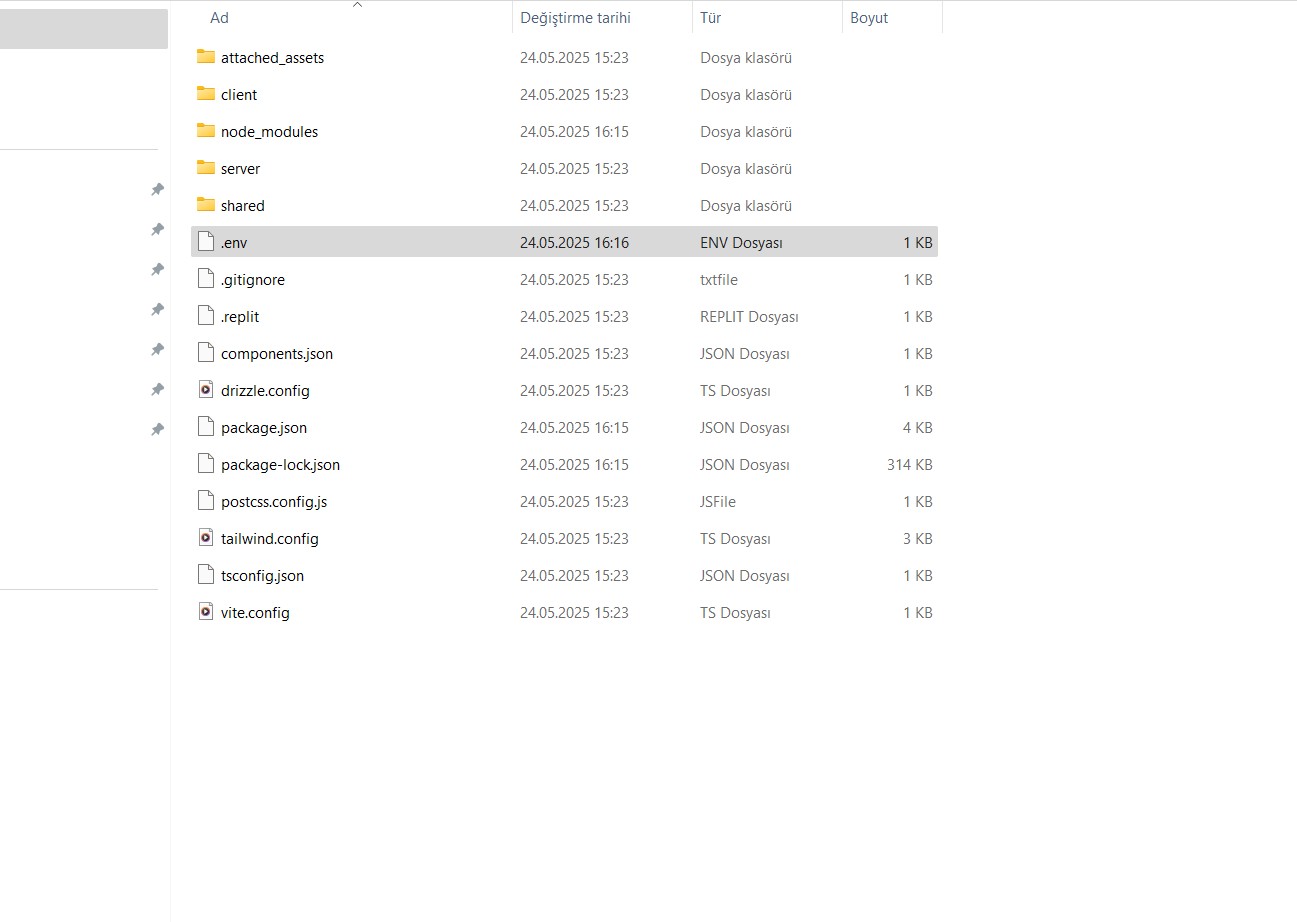 Ad Değiştirme tarihi Tür Boyut
attached_assets 24.05.2025 15:23 Dosya klasörü
client 24.05.2025 15:23 Dosya klasörü
node_modules 24.05.2025 16:15 Dosya klasörü
server 24.05.2025 15:23 Dosya klasörü
shared 24.05.2025 15:23 Dosya klasörü
.env 24.05.2025 16:16 ENV Dosyası 1 KB
.gitignore 24.05.2025 15:23 txtfile 1 KB
.replit 24.05.2025 15:23 REPLIT Dosyası 1 KB
components.json 24.05.2025 15:23 JSON Dosyası 1 KB
drizzle.config 24.05.2025 15:23 TS Dosyası 1 KB
package.json 24.05.2025 16:15 JSON Dosyası 4 KB
package-lock.json 24.05.2025 16:15 JSON Dosyası 314 KB
postcss.config.js 24.05.2025 15:23 JSFile 1 KB
tailwind.config 24.05.2025 15:23 TS Dosyası 3 KB
tsconfig.json 24.05.2025 15:23 JSON Dosyası 1 KB
vite.config 24.05.2025 15:23 TS Dosyası 1 KB